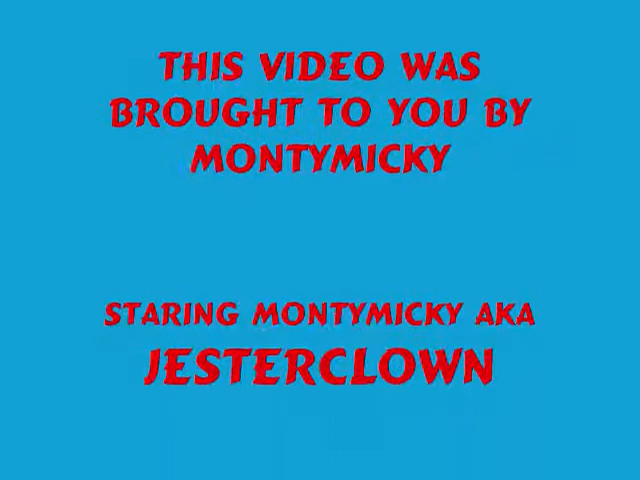 THIS VIDEO WAS
BROUGHT TO YOU BY
MONTYMICKY
STARING MONTYMICKY AKA
JESTERCLOWN